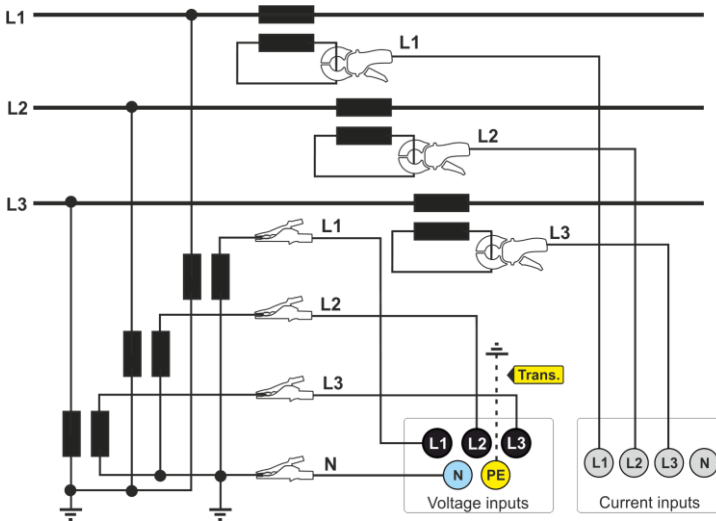 L1
L1
L2
L2
L3
L1
L3
L2
Trans.
L3
L1
L2
L3
L1
L2
L3
N
N
N
PE
Voltage inputs
Current inputs